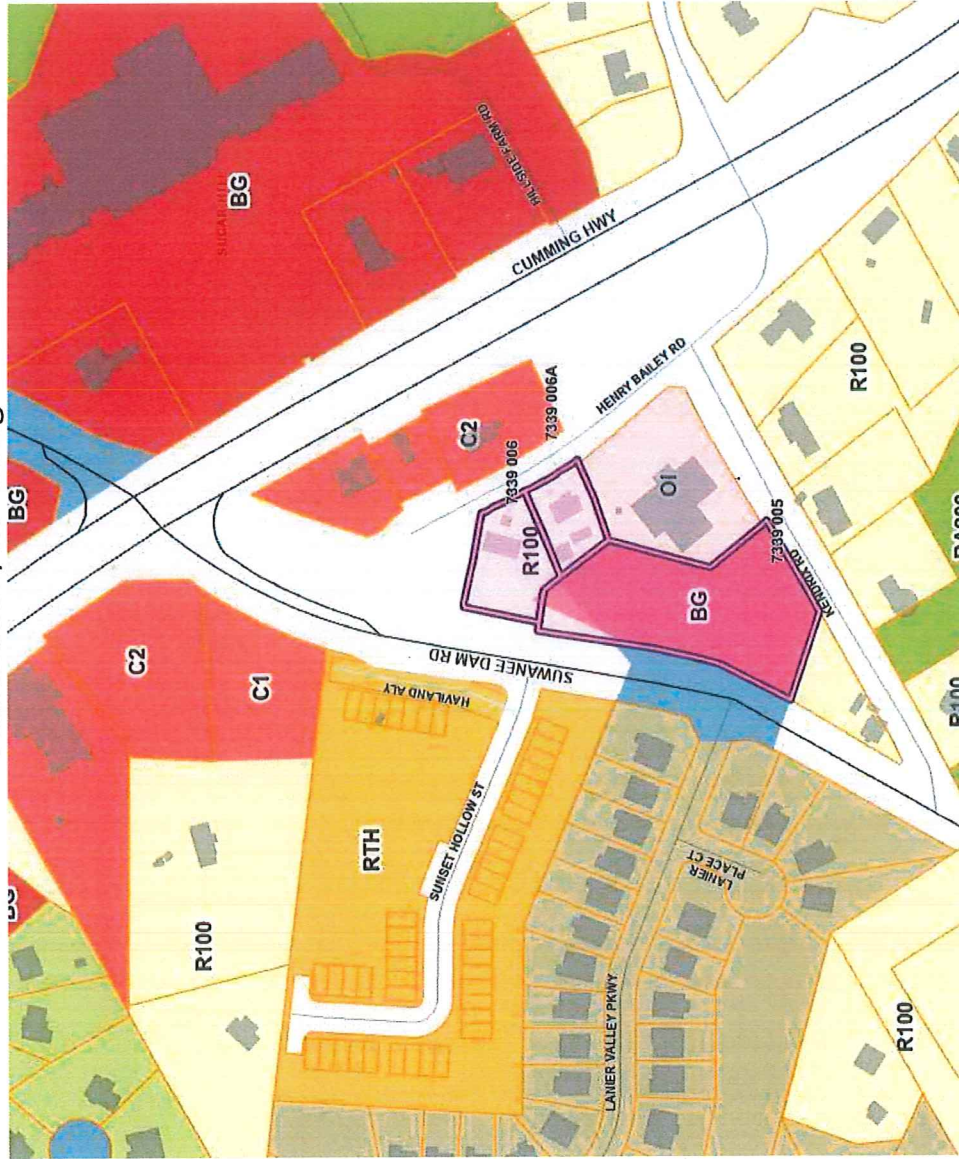 BG
BG
SUGAR HILL
HILLSIDE FARM RD
CUMMING HWY
C2
7339 006A
HENRY BAILEY RD
7339 006
R100
OI
R100
7339 005
KENDRIX RD
BG
C2
C1
SUWANEE DAM RD
HAVILAND ALY
RTH
SUNSET HOLLOW ST
R100
LANIER
PLACE CT
LANIER VALLEY PKWY
R100
R100